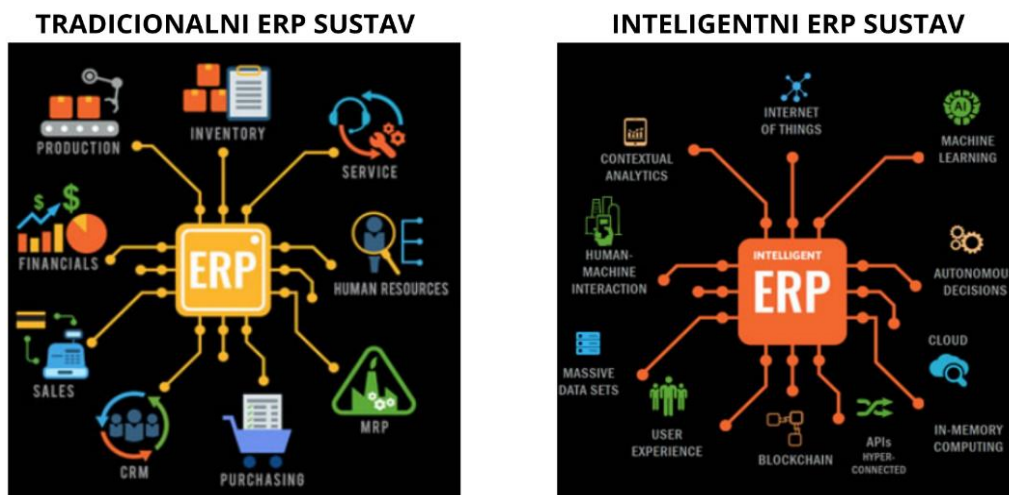 TRADICIONALNI ERP SUSTAV
PRODUCTION
INVENTORY
SERVICE
FINANCIALS
ERP
HUMAN RESOURCES
SALES
MRP
CRM
PURCHASING
INTELIGENTNI ERP SUSTAV
INTERNET
OF THINGS
CONTEXTUAL
ANALYTICS
AI
MACHINE
LEARNING
HUMAN-
MACHINE
INTERACTION
INTELLIGENT
ERP
AUTONOMOUS
DECISIONS
CLOUD
MASSIVE
DATA SETS
USER
EXPERIENCE
BLOCKCHAIN
APIs
HYPER-
CONNECTED
IN-MEMORY
COMPUTING